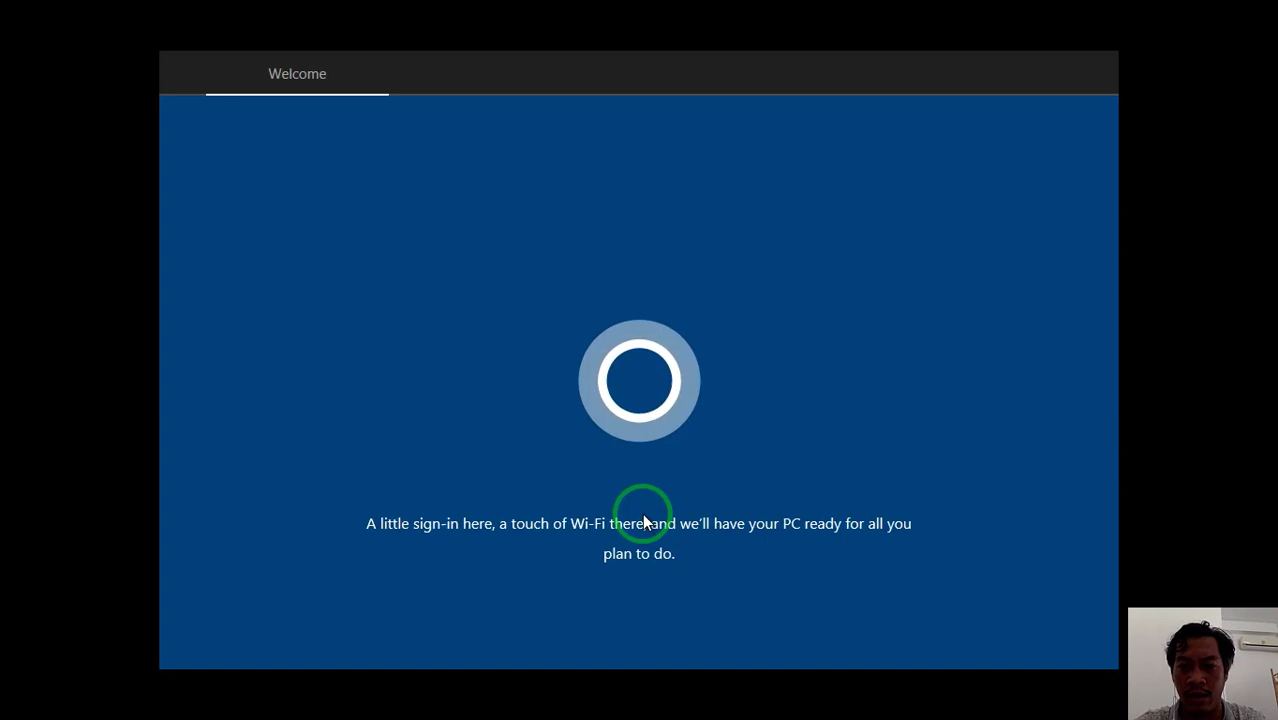 Welcome
A little sign-in here, a touch of Wi-Fi there and we'll have your PC ready for all you
plan to do.